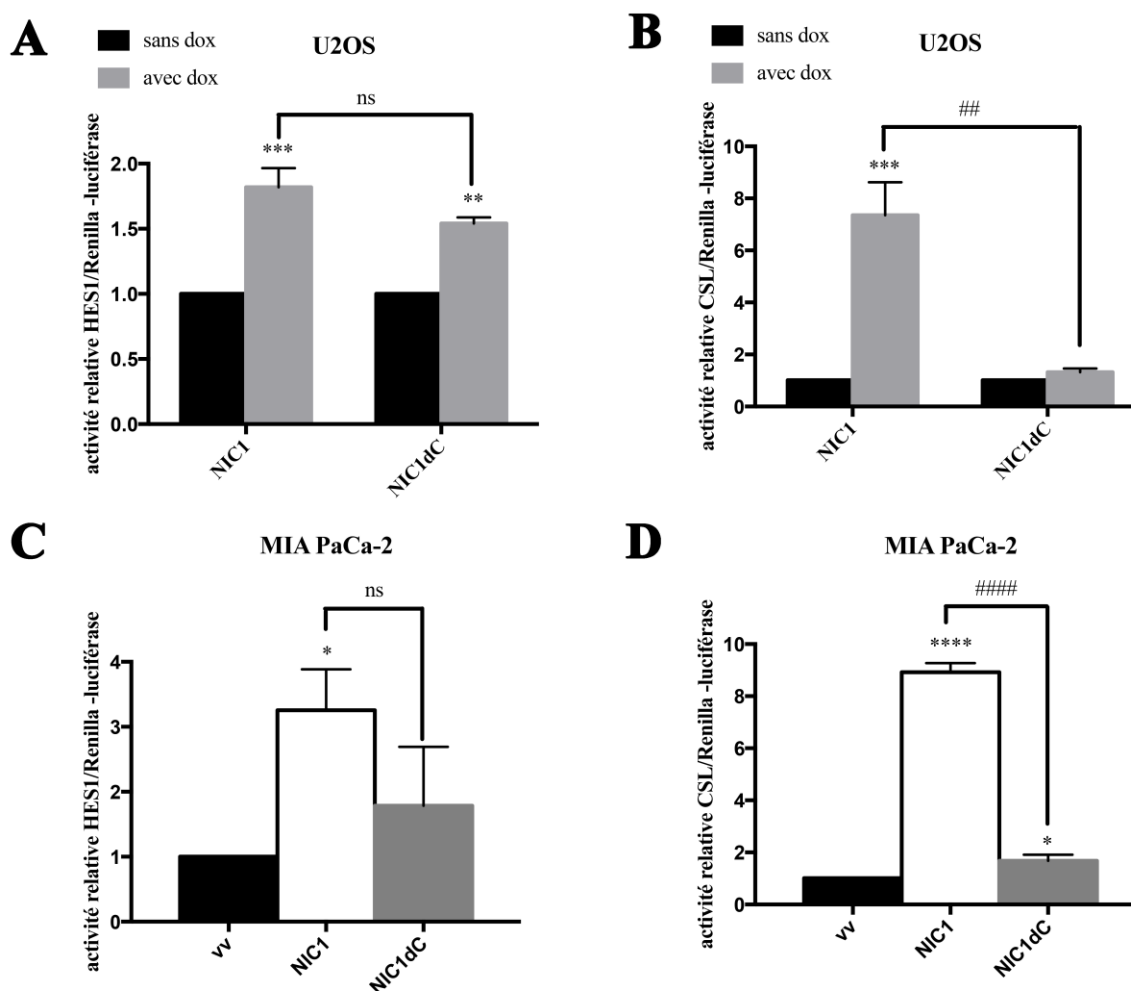 A
sans dox
avec dox
U2OS
ns
***
**
activité relative HES1/Renilla -luciférase
2.0
1.5
1.0
0.5
0.0
NIC1
NIC1dC
B
sans dox
avec dox
U2OS
##
***
activité relative CSL/Renilla -luciférase
10
8
6
4
2
0
NIC1
NIC1dC
C
MIA PaCa-2
ns
*
activité relative HES1/Renilla -luciférase
4
3
2
1
0
vv
NIC1
NIC1dC
D
MIA PaCa-2
####
****
*
activité relative CSL/Renilla -luciférase
10
8
6
4
2
0
vv
NIC1
NIC1dC